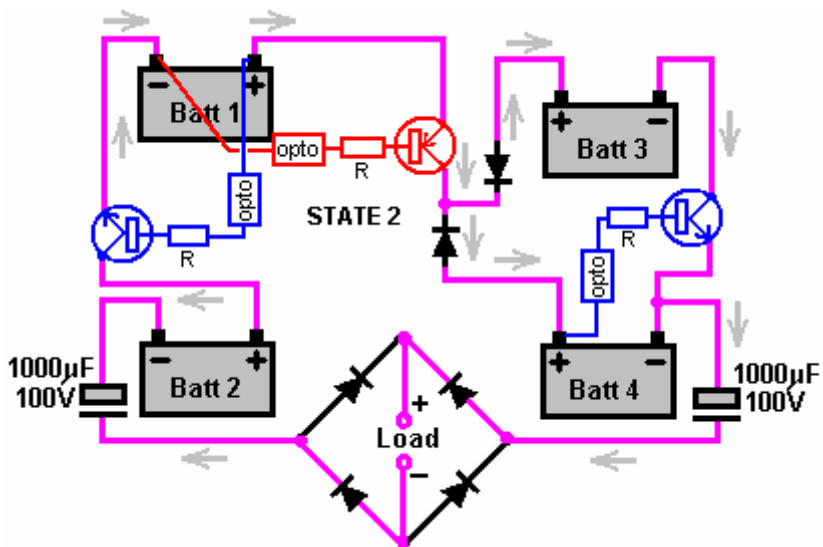 − +
Batt 1
opto
R
opto
R
STATE 2
+ −
Batt 3
R
opto
− +
Batt 2
1000µF
100V
+
Load
−
+ −
Batt 4
1000µF
100V